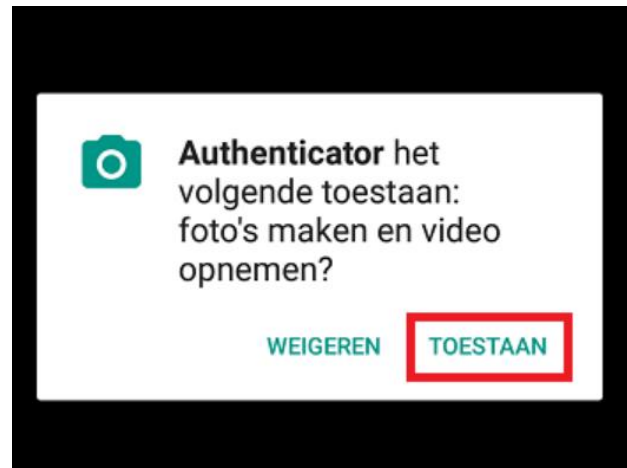 Authenticator het
volgende toestaan:
foto's maken en video
opnemen?
WEIGEREN TOESTAAN